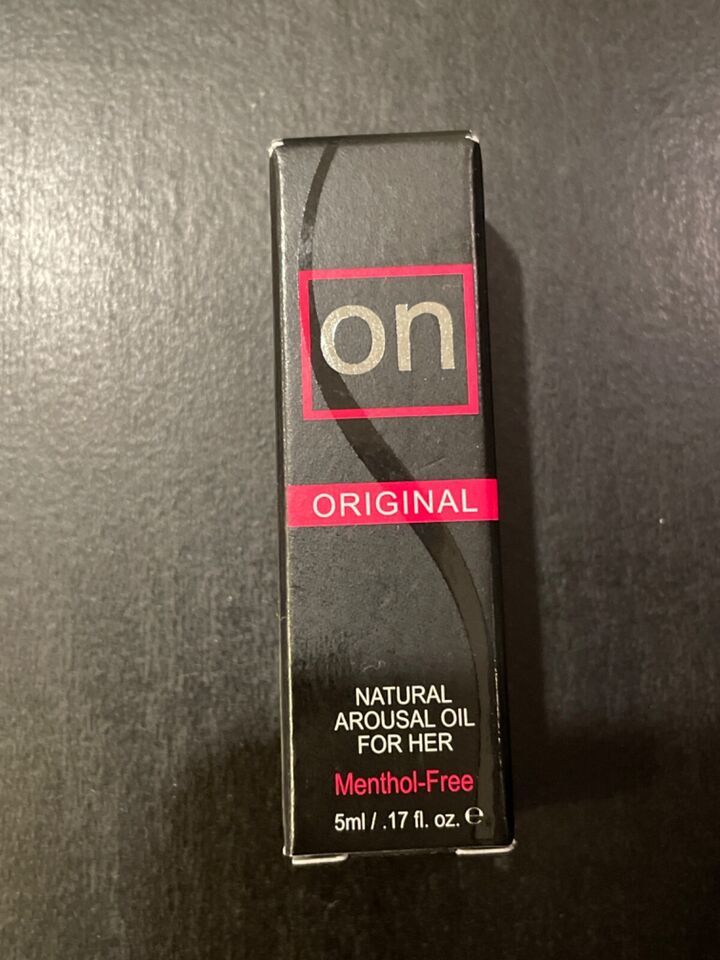 on
ORIGINAL
NATURAL
AROUSAL OIL
FOR HER
Menthol-Free
5ml / .17 fl. oz. ℮